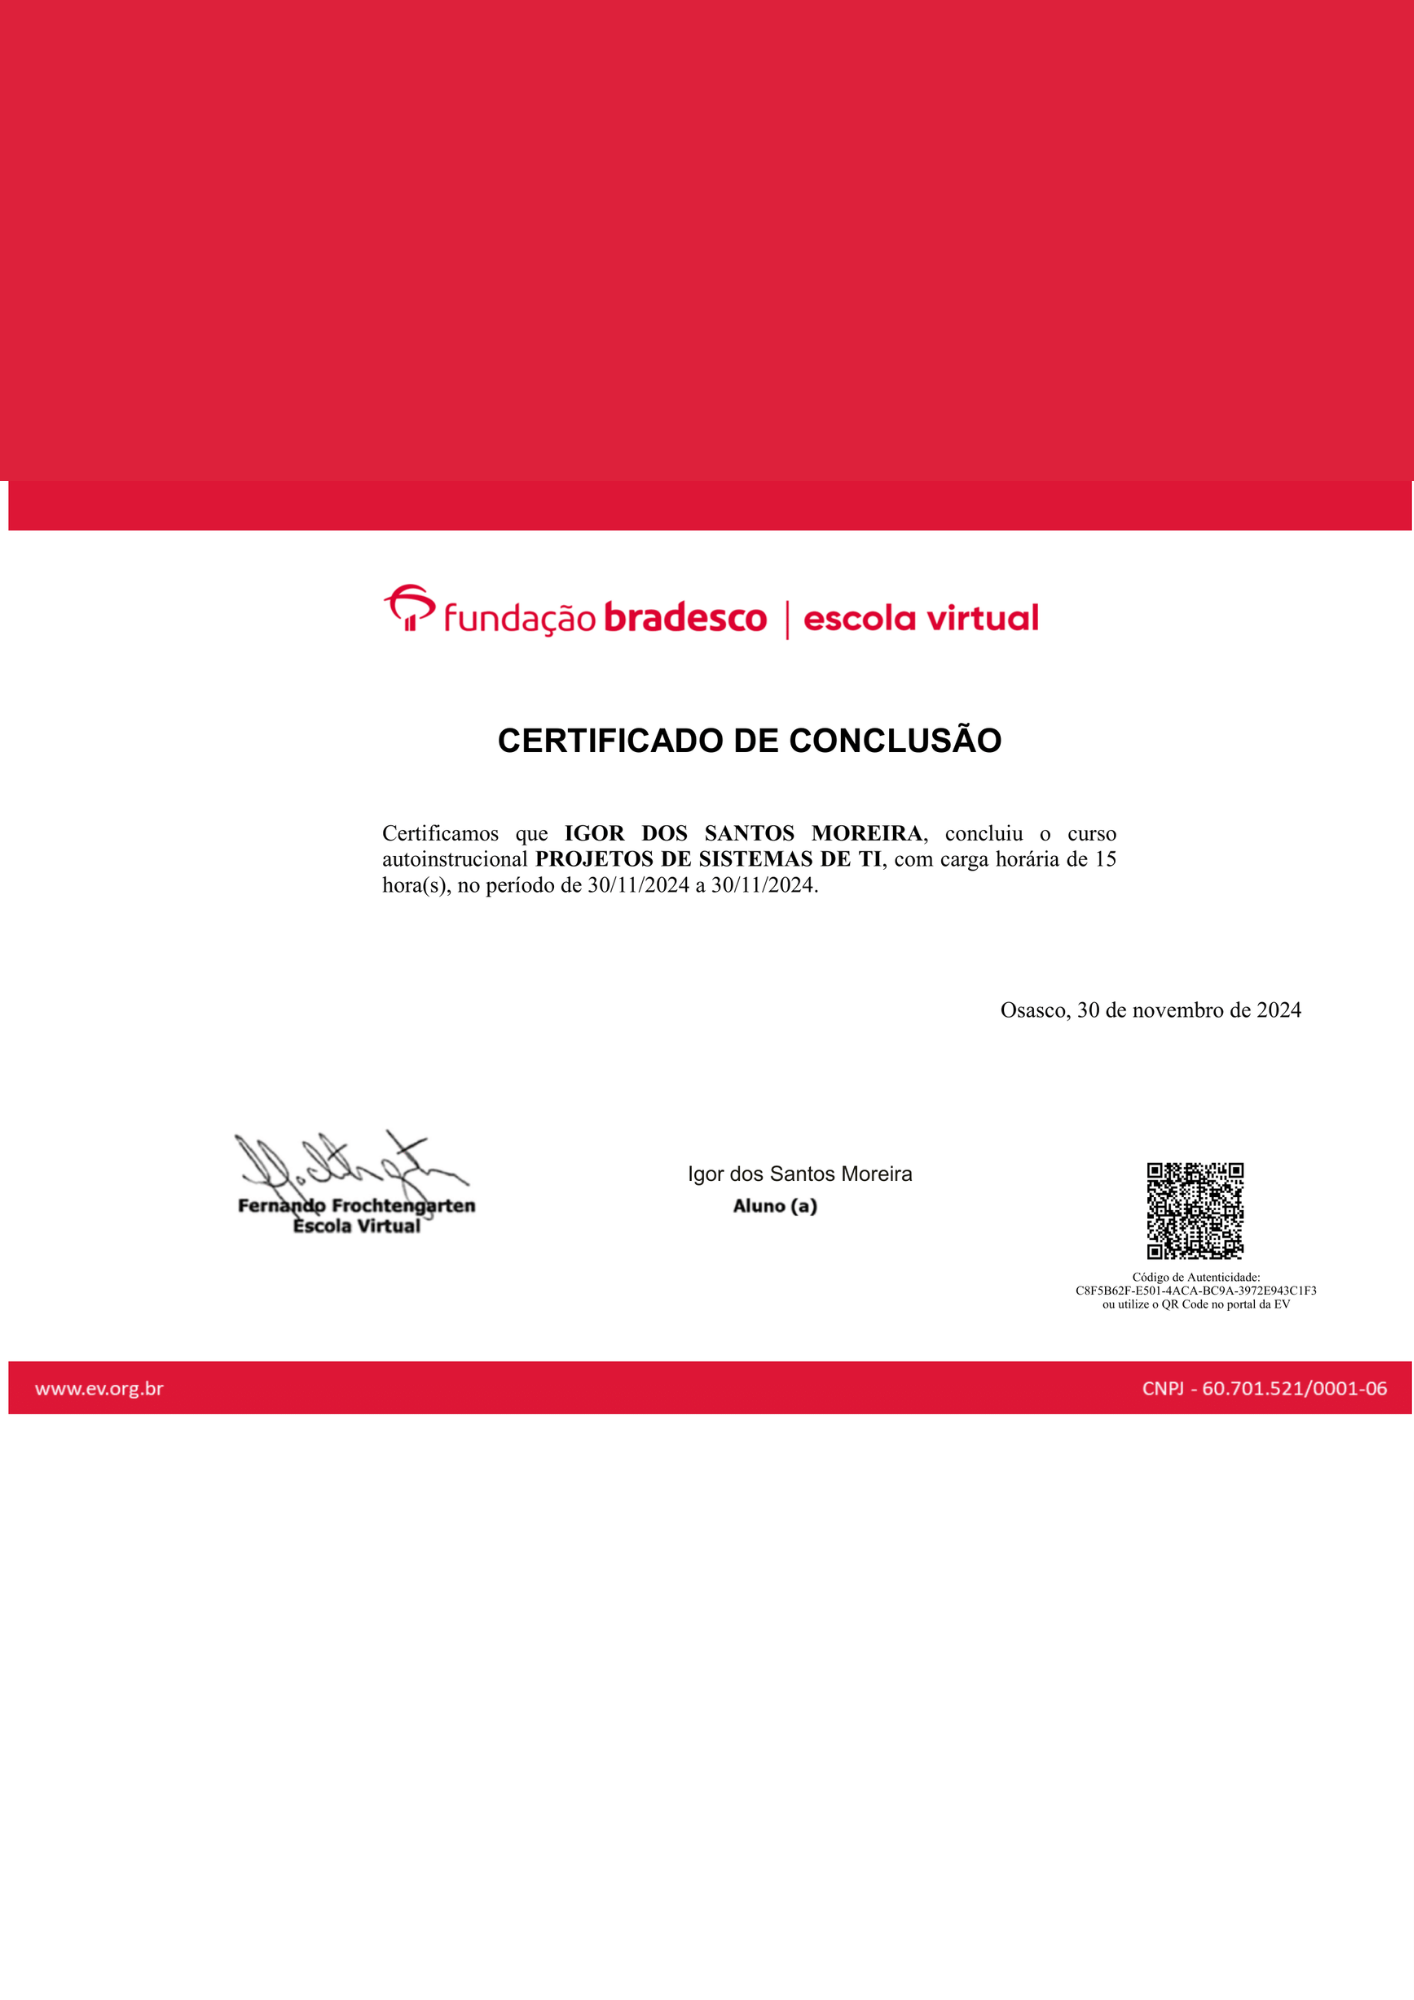 fundação bradesco | escola virtual
CERTIFICADO DE CONCLUSÃO
Certificamos que IGOR DOS SANTOS MOREIRA, concluiu o curso
autoinstrucional PROJETOS DE SISTEMAS DE TI, com carga horária de 15
hora(s), no período de 30/11/2024 a 30/11/2024.
Osasco, 30 de novembro de 2024
Fernando Frochtengarten
Escola Virtual
Igor dos Santos Moreira
Aluno (a)
Código de Autenticidade:
C8F5B62F-E501-4ACA-BC9A-3972E943C1F3
ou utilize o QR Code no portal da EV
www.ev.org.br
CNPJ - 60.701.521/0001-06